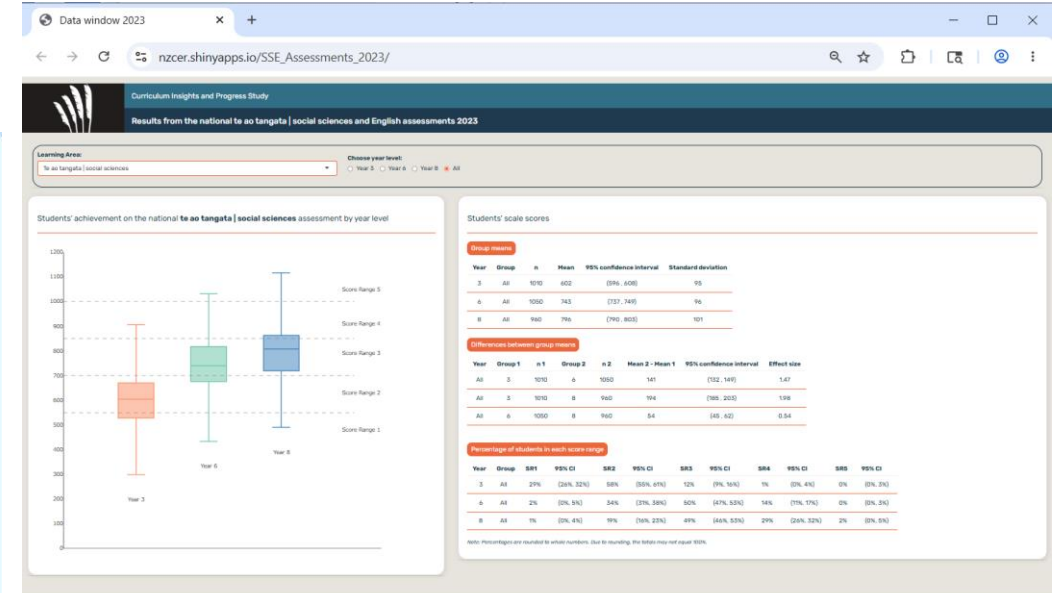 Data window 2023
nzcer.shinyapps.io/SSE_Assessments_2023/
Curriculum Insights and Progress Study
Results from the national te ao tangata | social sciences and English assessments 2023
Learning Area:
Te ao tangata | social sciences
Choose year level:
Year 3 Year 6 Year 8 All
Students' achievement on the national te ao tangata | social sciences assessment by year level
1200
1100
Score Range 5
1000
Score Range 4
900
800
Score Range 3
700
600
Score Range 2
500
Score Range 1
400
Year 8
Year 6
300
200
Year 3
100
0
Students' scale scores
Group means
Year Group n Mean 95% confidence interval Standard deviation
3 All 1010 602 (596 , 608) 95
6 All 1050 743 (737 , 749) 96
8 All 960 796 (790 , 803) 101
Differences between group means
Year Group 1 n 1 Group 2 n 2 Mean 2 - Mean 1 95% confidence interval Effect size
All 3 1010 6 1050 141 (132 , 149) 1.47
All 3 1010 8 960 194 (185 , 203) 1.98
All 6 1050 8 960 54 (45 , 62) 0.54
Percentage of students in each score range
Year Group SR1 95% CI SR2 95% CI SR3 95% CI SR4 95% CI SR5 95% CI
3 All 29% (26%, 32%) 58% (55%, 61%) 12% (9%, 16%) 1% (0%, 4%) 0% (0%, 3%)
6 All 2% (0%, 5%) 34% (31%, 38%) 50% (47%, 53%) 14% (11%, 17%) 0% (0%, 3%)
8 All 1% (0%, 4%) 19% (16%, 23%) 49% (46%, 53%) 29% (26%, 32%) 2% (0%, 5%)
Note: Percentages are rounded to whole numbers. Due to rounding, the totals may not equal 100%.